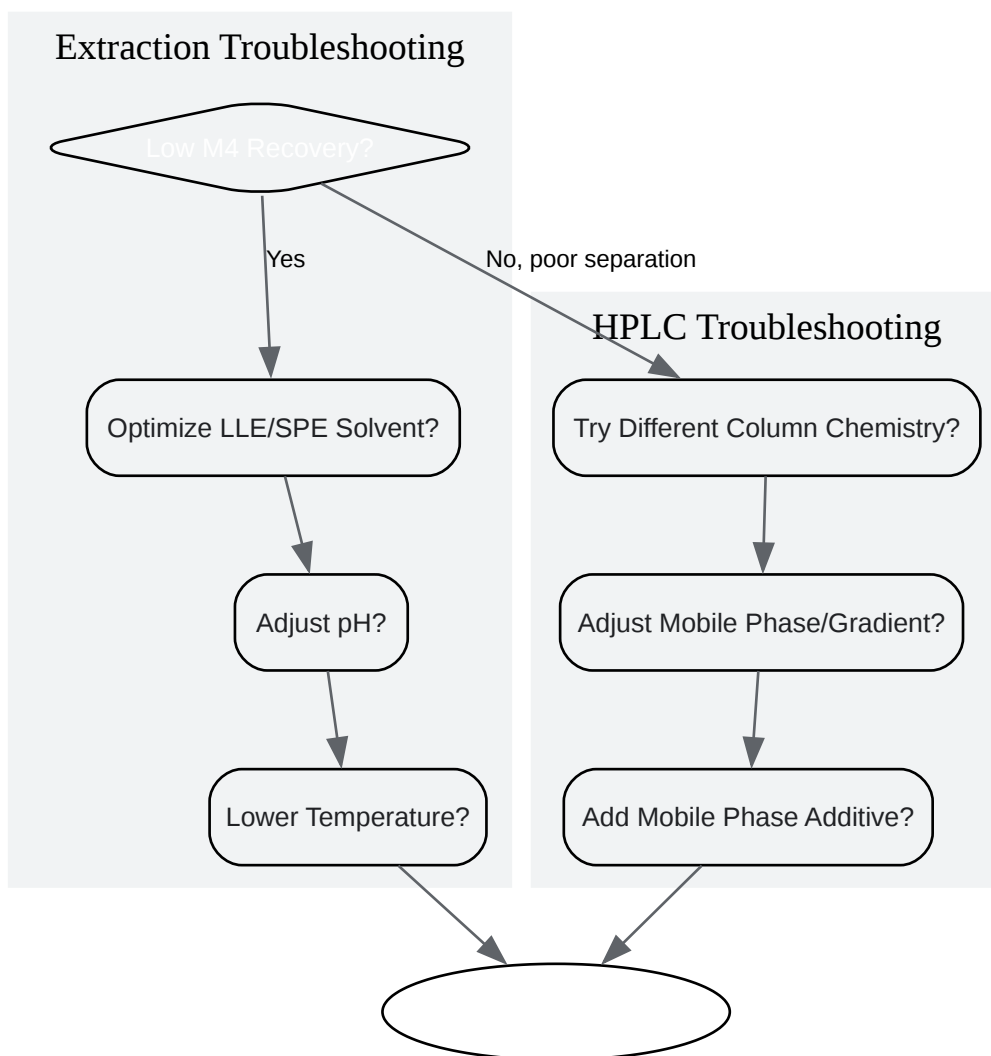 Extraction Troubleshooting
Low M4 Recovery?
Yes
No, poor separation
HPLC Troubleshooting
Optimize LLE/SPE Solvent?
Try Different Column Chemistry?
Adjust pH?
Adjust Mobile Phase/Gradient?
Lower Temperature?
Add Mobile Phase Additive?